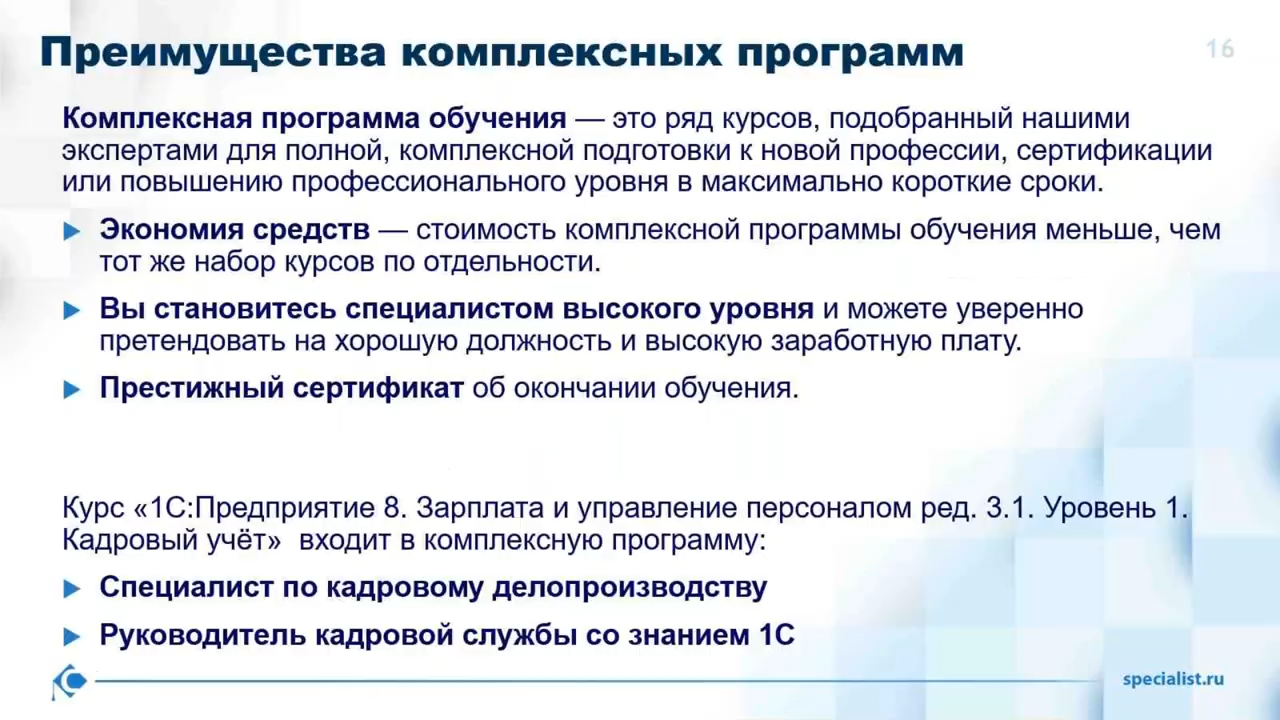 Преимущества комплексных программ
16
Комплексная программа обучения — это ряд курсов, подобранный нашими
экспертами для полной, комплексной подготовки к новой профессии, сертификации
или повышению профессионального уровня в максимально короткие сроки.
Экономия средств — стоимость комплексной программы обучения меньше, чем
тот же набор курсов по отдельности.
Вы становитесь специалистом высокого уровня и можете уверенно
претендовать на хорошую должность и высокую заработную плату.
Престижный сертификат об окончании обучения.
Курс «1С:Предприятие 8. Зарплата и управление персоналом ред. 3.1. Уровень 1.
Кадровый учёт» входит в комплексную программу:
Специалист по кадровому делопроизводству
Руководитель кадровой службы со знанием 1С
specialist.ru